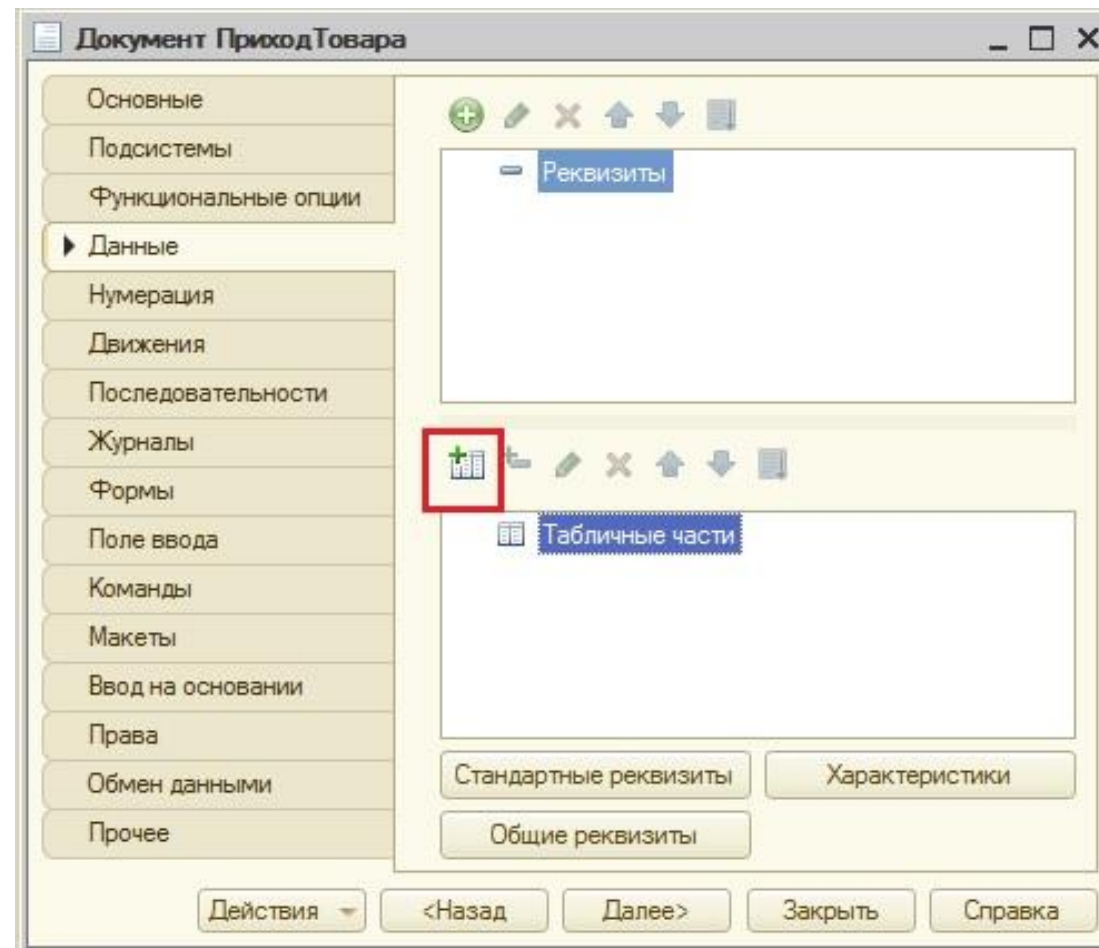 Документ ПриходТовара
Основные
Подсистемы
Функциональные опции
Данные
Нумерация
Движения
Последовательности
Журналы
Формы
Поле ввода
Команды
Макеты
Ввод на основании
Права
Обмен данными
Прочее
Реквизиты
Табличные части
Стандартные реквизиты
Характеристики
Общие реквизиты
Действия
<Назад
Далее>
Закрыть
Справка